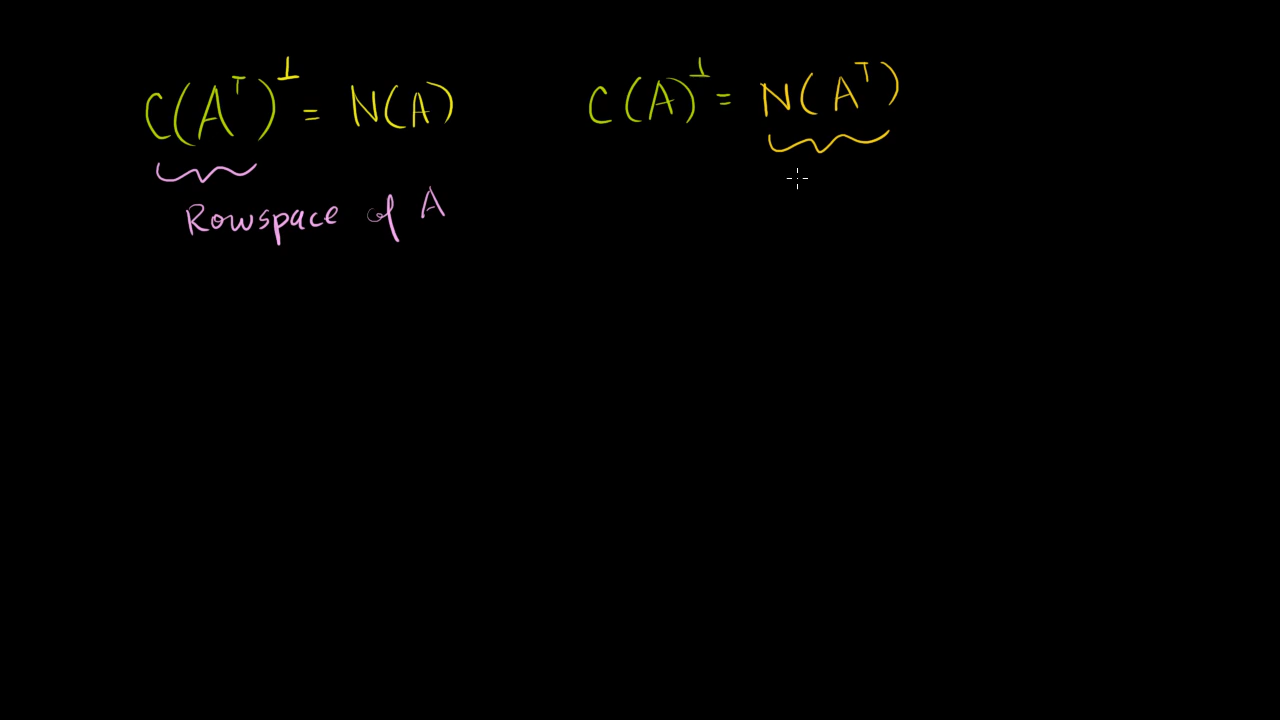 C(Aᵀ)^⊥ = N(A)
C(A)^⊥ = N(Aᵀ)
Rowspace of A